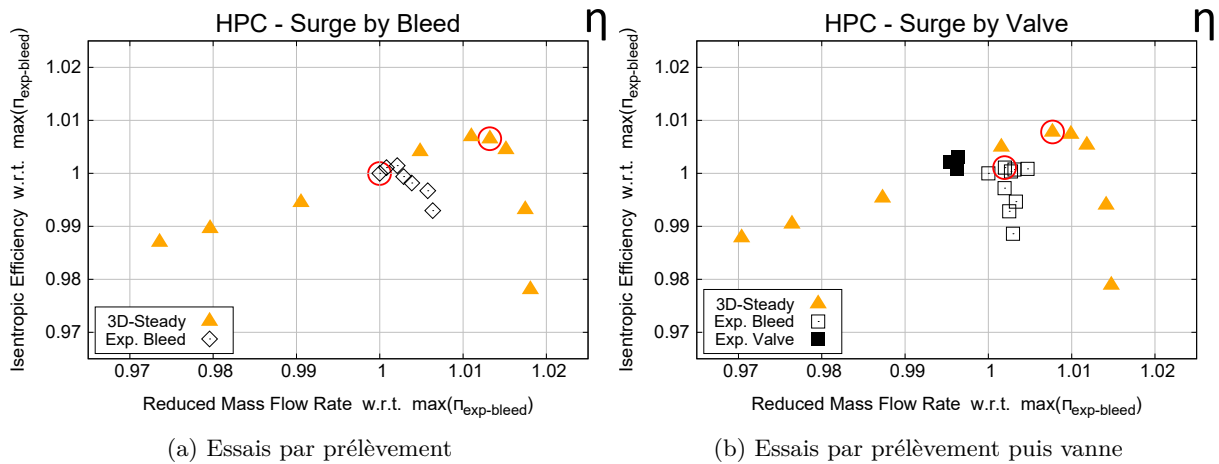 HPC - Surge by Bleed
η
Isentropic Efficiency w.r.t. max(πexp-bleed)
1.02
1.01
1
0.99
0.98
0.97
3D-Steady
Exp. Bleed
0.97 0.98 0.99 1 1.01 1.02
Reduced Mass Flow Rate w.r.t. max(πexp-bleed)
(a) Essais par prélèvement
HPC - Surge by Valve
η
Isentropic Efficiency w.r.t. max(πexp-bleed)
1.02
1.01
1
0.99
0.98
0.97
3D-Steady
Exp. Bleed
Exp. Valve
0.97 0.98 0.99 1 1.01 1.02
Reduced Mass Flow Rate w.r.t. max(πexp-bleed)
(b) Essais par prélèvement puis vanne